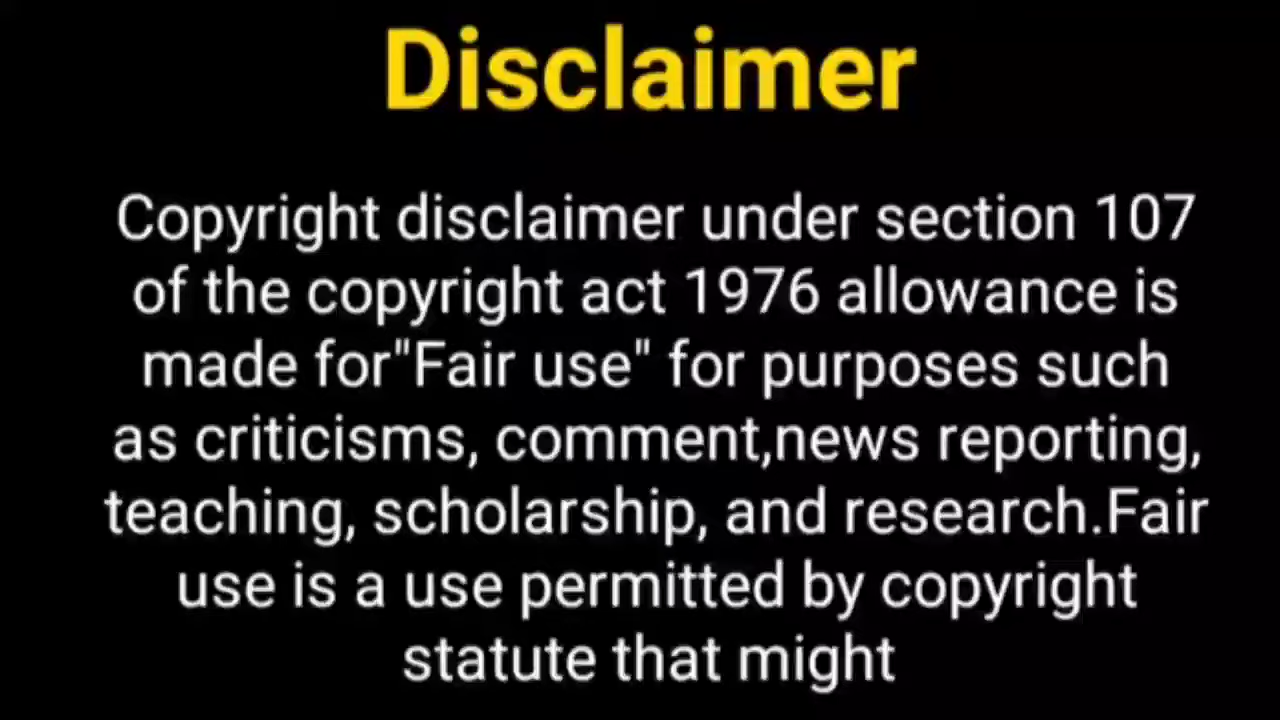 Disclaimer
Copyright disclaimer under section 107
of the copyright act 1976 allowance is
made for"Fair use" for purposes such
as criticisms, comment,news reporting,
teaching, scholarship, and research.Fair
use is a use permitted by copyright
statute that might